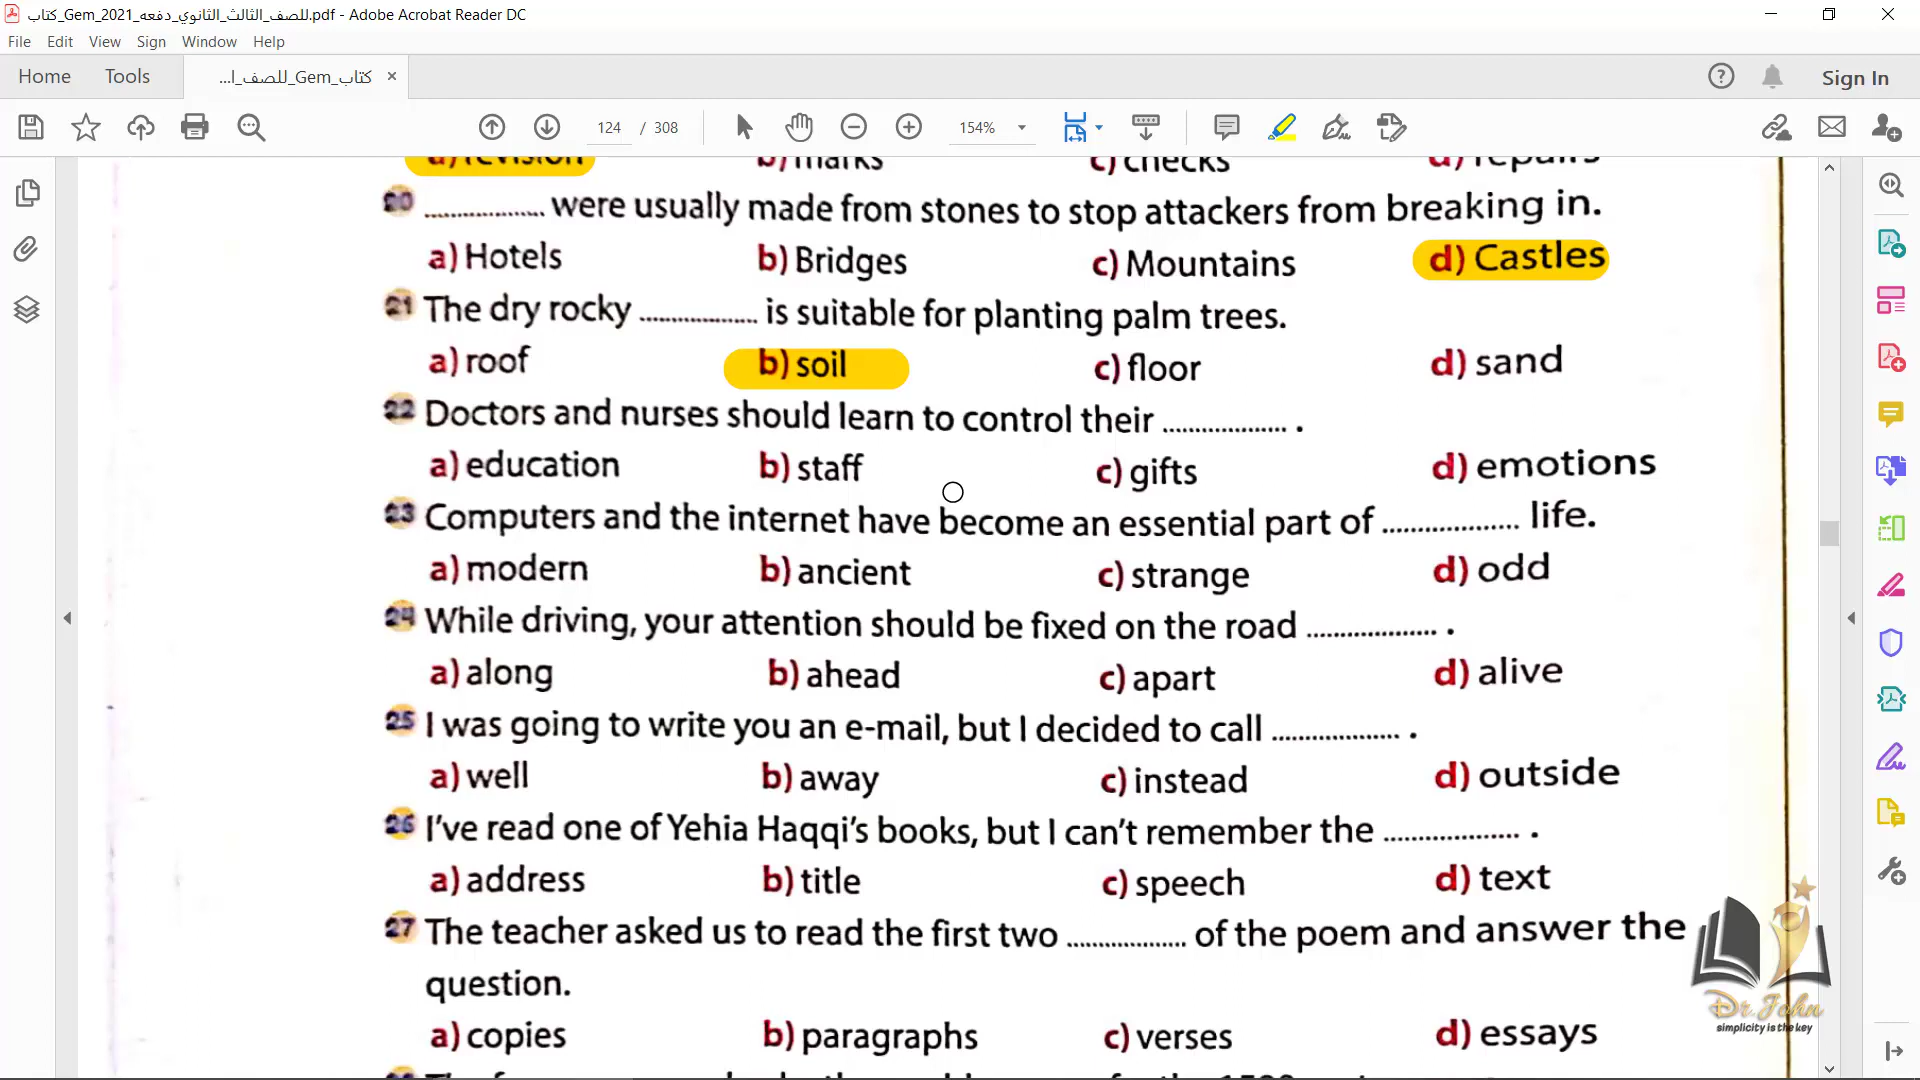 كتاب_Gem_للصف_الثالث_الثانوي_دفعه_2021.pdf - Adobe Acrobat Reader DC
File Edit View Sign Window Help
Home Tools كتاب_Gem_للصف_ا... × Sign In
124 / 308 154%
a) revision b) marks c) checks d) repairs
20 .................. were usually made from stones to stop attackers from breaking in.
a) Hotels b) Bridges c) Mountains d) Castles
21 The dry rocky .................. is suitable for planting palm trees.
a) roof b) soil c) floor d) sand
22 Doctors and nurses should learn to control their .................. .
a) education b) staff c) gifts d) emotions
23 Computers and the internet have become an essential part of .................. life.
a) modern b) ancient c) strange d) odd
24 While driving, your attention should be fixed on the road .................. .
a) along b) ahead c) apart d) alive
25 I was going to write you an e-mail, but I decided to call .................. .
a) well b) away c) instead d) outside
26 I've read one of Yehia Haqqi's books, but I can't remember the .................. .
a) address b) title c) speech d) text
27 The teacher asked us to read the first two .................. of the poem and answer the
question.
a) copies b) paragraphs c) verses d) essays
Dr. John
simplicity is the key